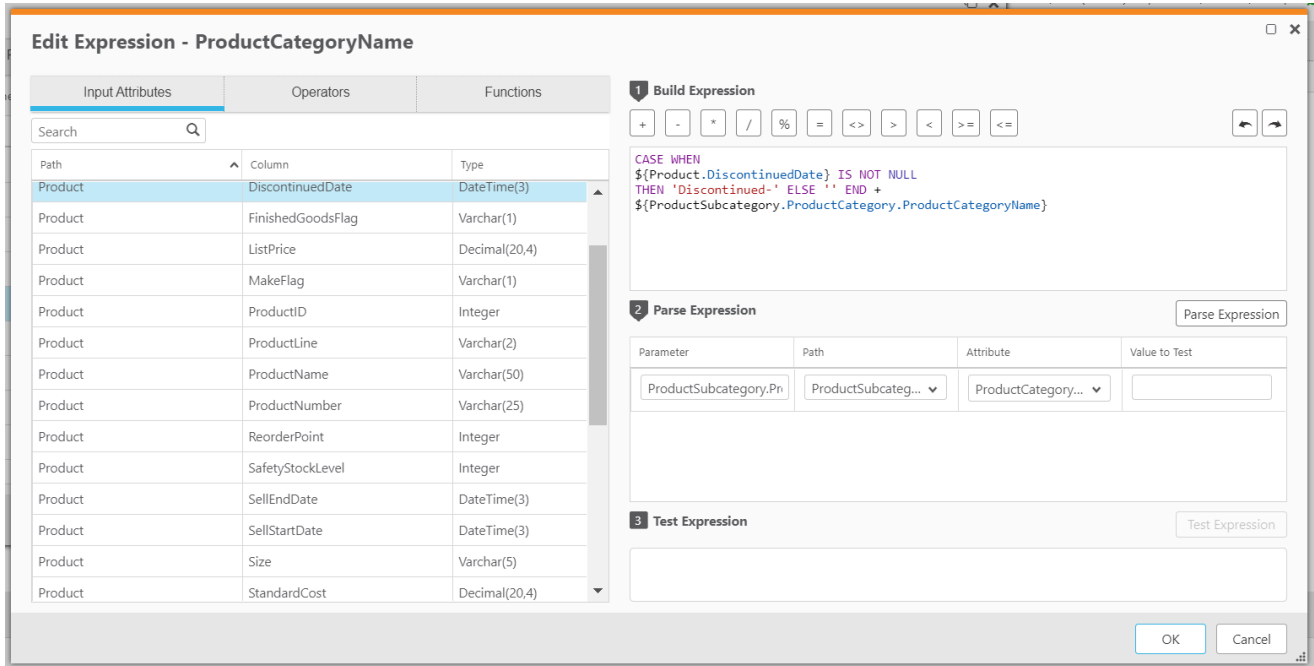 Edit Expression - ProductCategoryName
Input Attributes Operators Functions
Search
Path Column Type
Product DiscontinuedDate DateTime(3)
Product FinishedGoodsFlag Varchar(1)
Product ListPrice Decimal(20,4)
Product MakeFlag Varchar(1)
Product ProductID Integer
Product ProductLine Varchar(2)
Product ProductName Varchar(50)
Product ProductNumber Varchar(25)
Product ReorderPoint Integer
Product SafetyStockLevel Integer
Product SellEndDate DateTime(3)
Product SellStartDate DateTime(3)
Product Size Varchar(5)
Product StandardCost Decimal(20,4)
1 Build Expression
+ - * / % = <> > < >= <=
CASE WHEN
${Product.DiscontinuedDate} IS NOT NULL
THEN 'Discontinued-' ELSE '' END +
${ProductSubcategory.ProductCategory.ProductCategoryName}
2 Parse Expression
Parse Expression
Parameter Path Attribute Value to Test
ProductSubcategory.Pr ProductSubcateg... ProductCategory...
3 Test Expression
Test Expression
OK Cancel